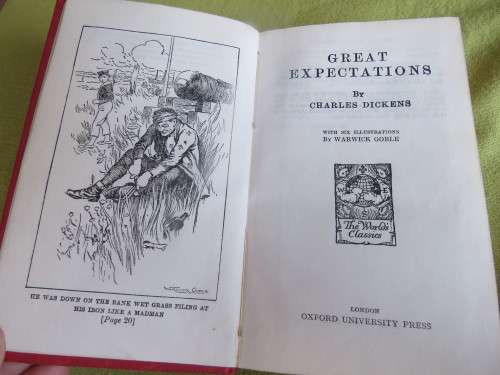 HE WAS DOWN ON THE RANK WET GRASS FILING AT
HIS IRON LIKE A MADMAN
[Page 20]
GREAT
EXPECTATIONS
BY
CHARLES DICKENS
WITH SIX ILLUSTRATIONS
BY WARWICK GOBLE
The World's
Classics
LONDON
OXFORD UNIVERSITY PRESS